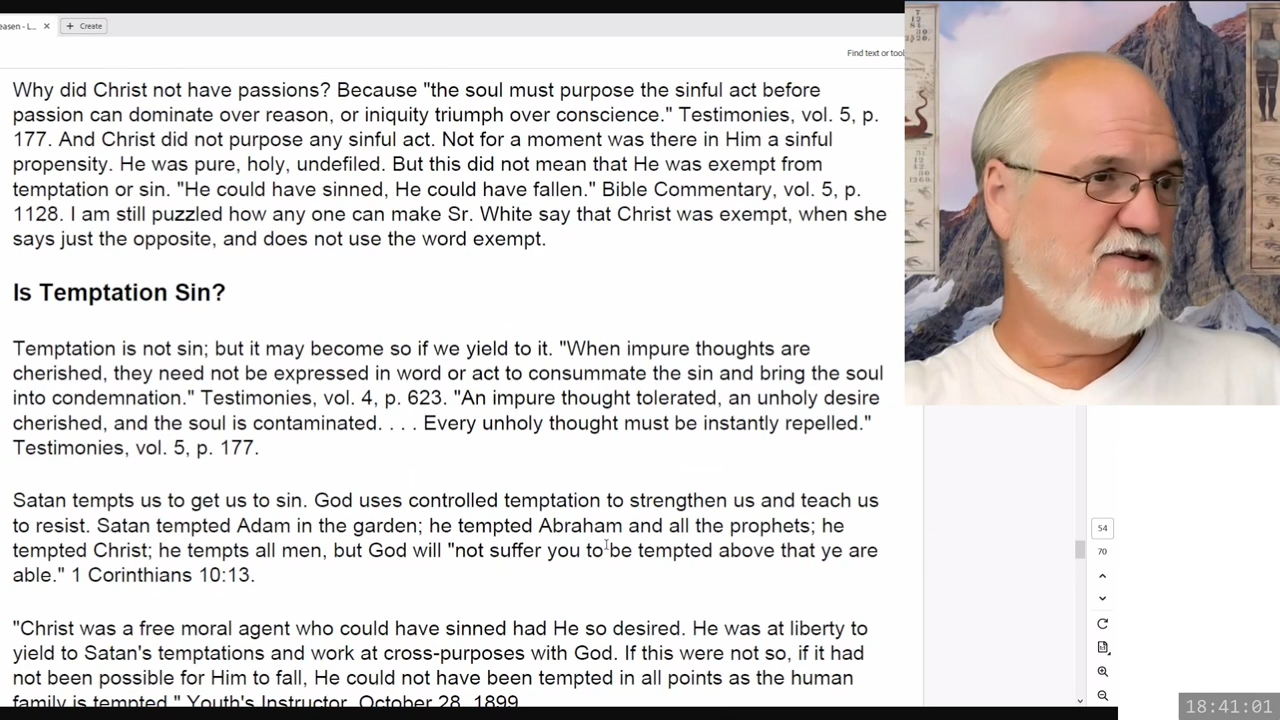 easen - L... × + Create
Find text or tool
Why did Christ not have passions? Because "the soul must purpose the sinful act before
passion can dominate over reason, or iniquity triumph over conscience." Testimonies, vol. 5, p.
177. And Christ did not purpose any sinful act. Not for a moment was there in Him a sinful
propensity. He was pure, holy, undefiled. But this did not mean that He was exempt from
temptation or sin. "He could have sinned, He could have fallen." Bible Commentary, vol. 5, p.
1128. I am still puzzled how any one can make Sr. White say that Christ was exempt, when she
says just the opposite, and does not use the word exempt.
Is Temptation Sin?
Temptation is not sin; but it may become so if we yield to it. "When impure thoughts are
cherished, they need not be expressed in word or act to consummate the sin and bring the soul
into condemnation." Testimonies, vol. 4, p. 623. "An impure thought tolerated, an unholy desire
cherished, and the soul is contaminated. . . . Every unholy thought must be instantly repelled."
Testimonies, vol. 5, p. 177.
Satan tempts us to get us to sin. God uses controlled temptation to strengthen us and teach us
to resist. Satan tempted Adam in the garden; he tempted Abraham and all the prophets; he
tempted Christ; he tempts all men, but God will "not suffer you to be tempted above that ye are
able." 1 Corinthians 10:13.
"Christ was a free moral agent who could have sinned had He so desired. He was at liberty to
yield to Satan's temptations and work at cross-purposes with God. If this were not so, if it had
not been possible for Him to fall, He could not have been tempted in all points as the human
family is tempted." Youth's Instructor, October 28, 1899
54
70
18:41:01